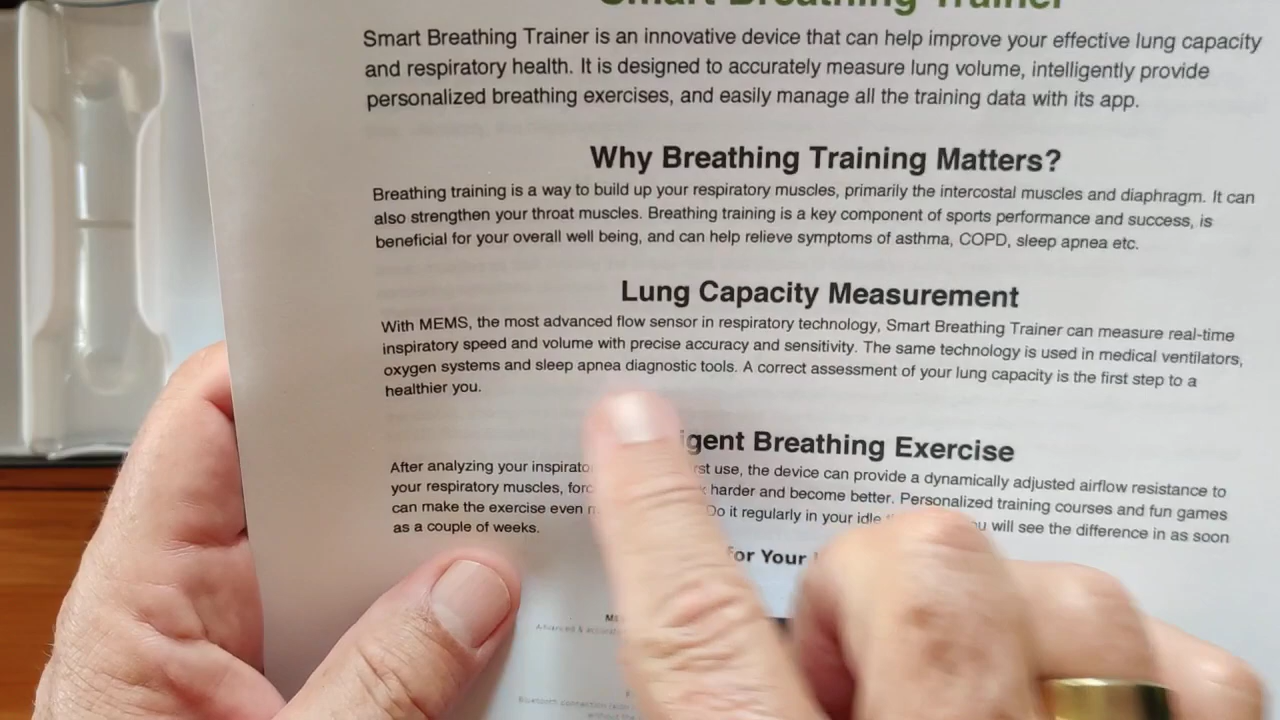 Smart Breathing Trainer
Smart Breathing Trainer is an innovative device that can help improve your effective lung capacity
and respiratory health. It is designed to accurately measure lung volume, intelligently provide
personalized breathing exercises, and easily manage all the training data with its app.
Why Breathing Training Matters?
Breathing training is a way to build up your respiratory muscles, primarily the intercostal muscles and diaphragm. It can
also strengthen your throat muscles. Breathing training is a key component of sports performance and success, is
beneficial for your overall well being, and can help relieve symptoms of asthma, COPD, sleep apnea etc.
Lung Capacity Measurement
With MEMS, the most advanced flow sensor in respiratory technology, Smart Breathing Trainer can measure real-time
inspiratory speed and volume with precise accuracy and sensitivity. The same technology is used in medical ventilators,
oxygen systems and sleep apnea diagnostic tools. A correct assessment of your lung capacity is the first step to a
healthier you.
Breathing Exercise
After analyzing your use, the device can provide a dynamically adjusted airflow resistance to
your respiratory muscles, harder and become better. Personalized training courses and fun games
can make the exercise even Do it regularly in your idle will see the difference in as soon
as a couple of weeks.
For Your
Advanced &
Bluetooth connection
without the